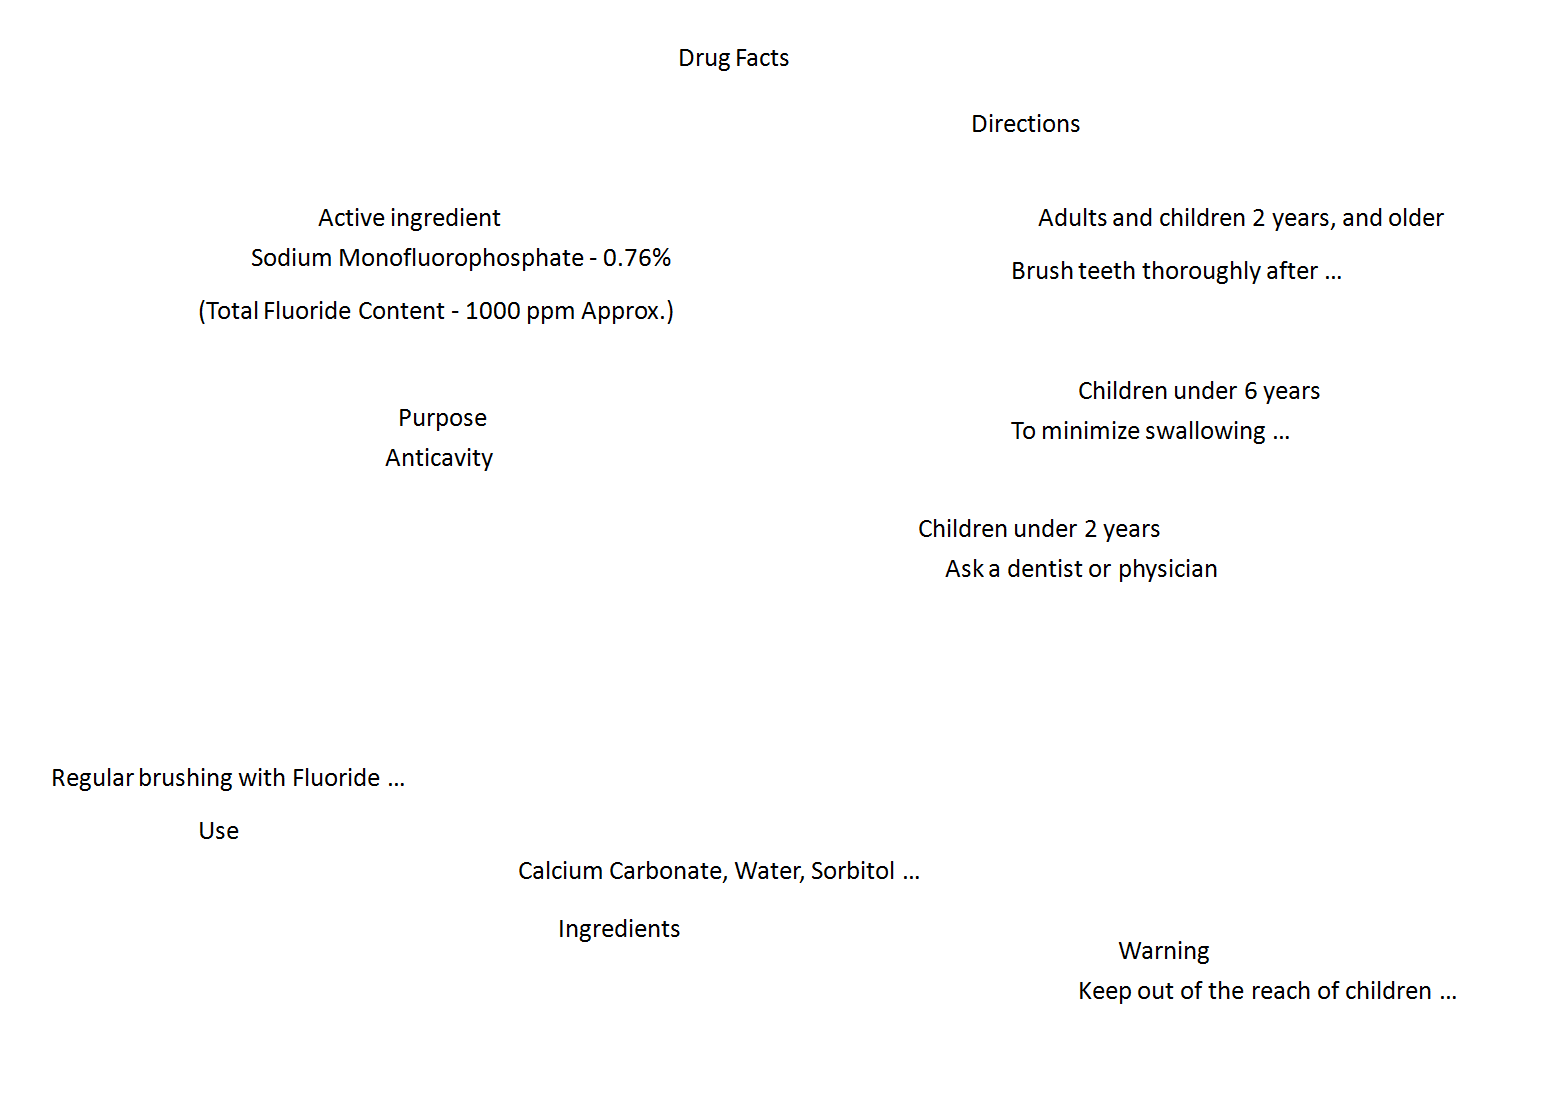 Drug Facts
Directions
Active ingredient
Sodium Monofluorophosphate - 0.76%
(Total Fluoride Content - 1000 ppm Approx.)
Purpose
Anticavity
Adults and children 2 years, and older
Brush teeth thoroughly after ...
Children under 6 years
To minimize swallowing ...
Children under 2 years
Ask a dentist or physician
Regular brushing with Fluoride ...
Use
Calcium Carbonate, Water, Sorbitol ...
Ingredients
Warning
Keep out of the reach of children ...